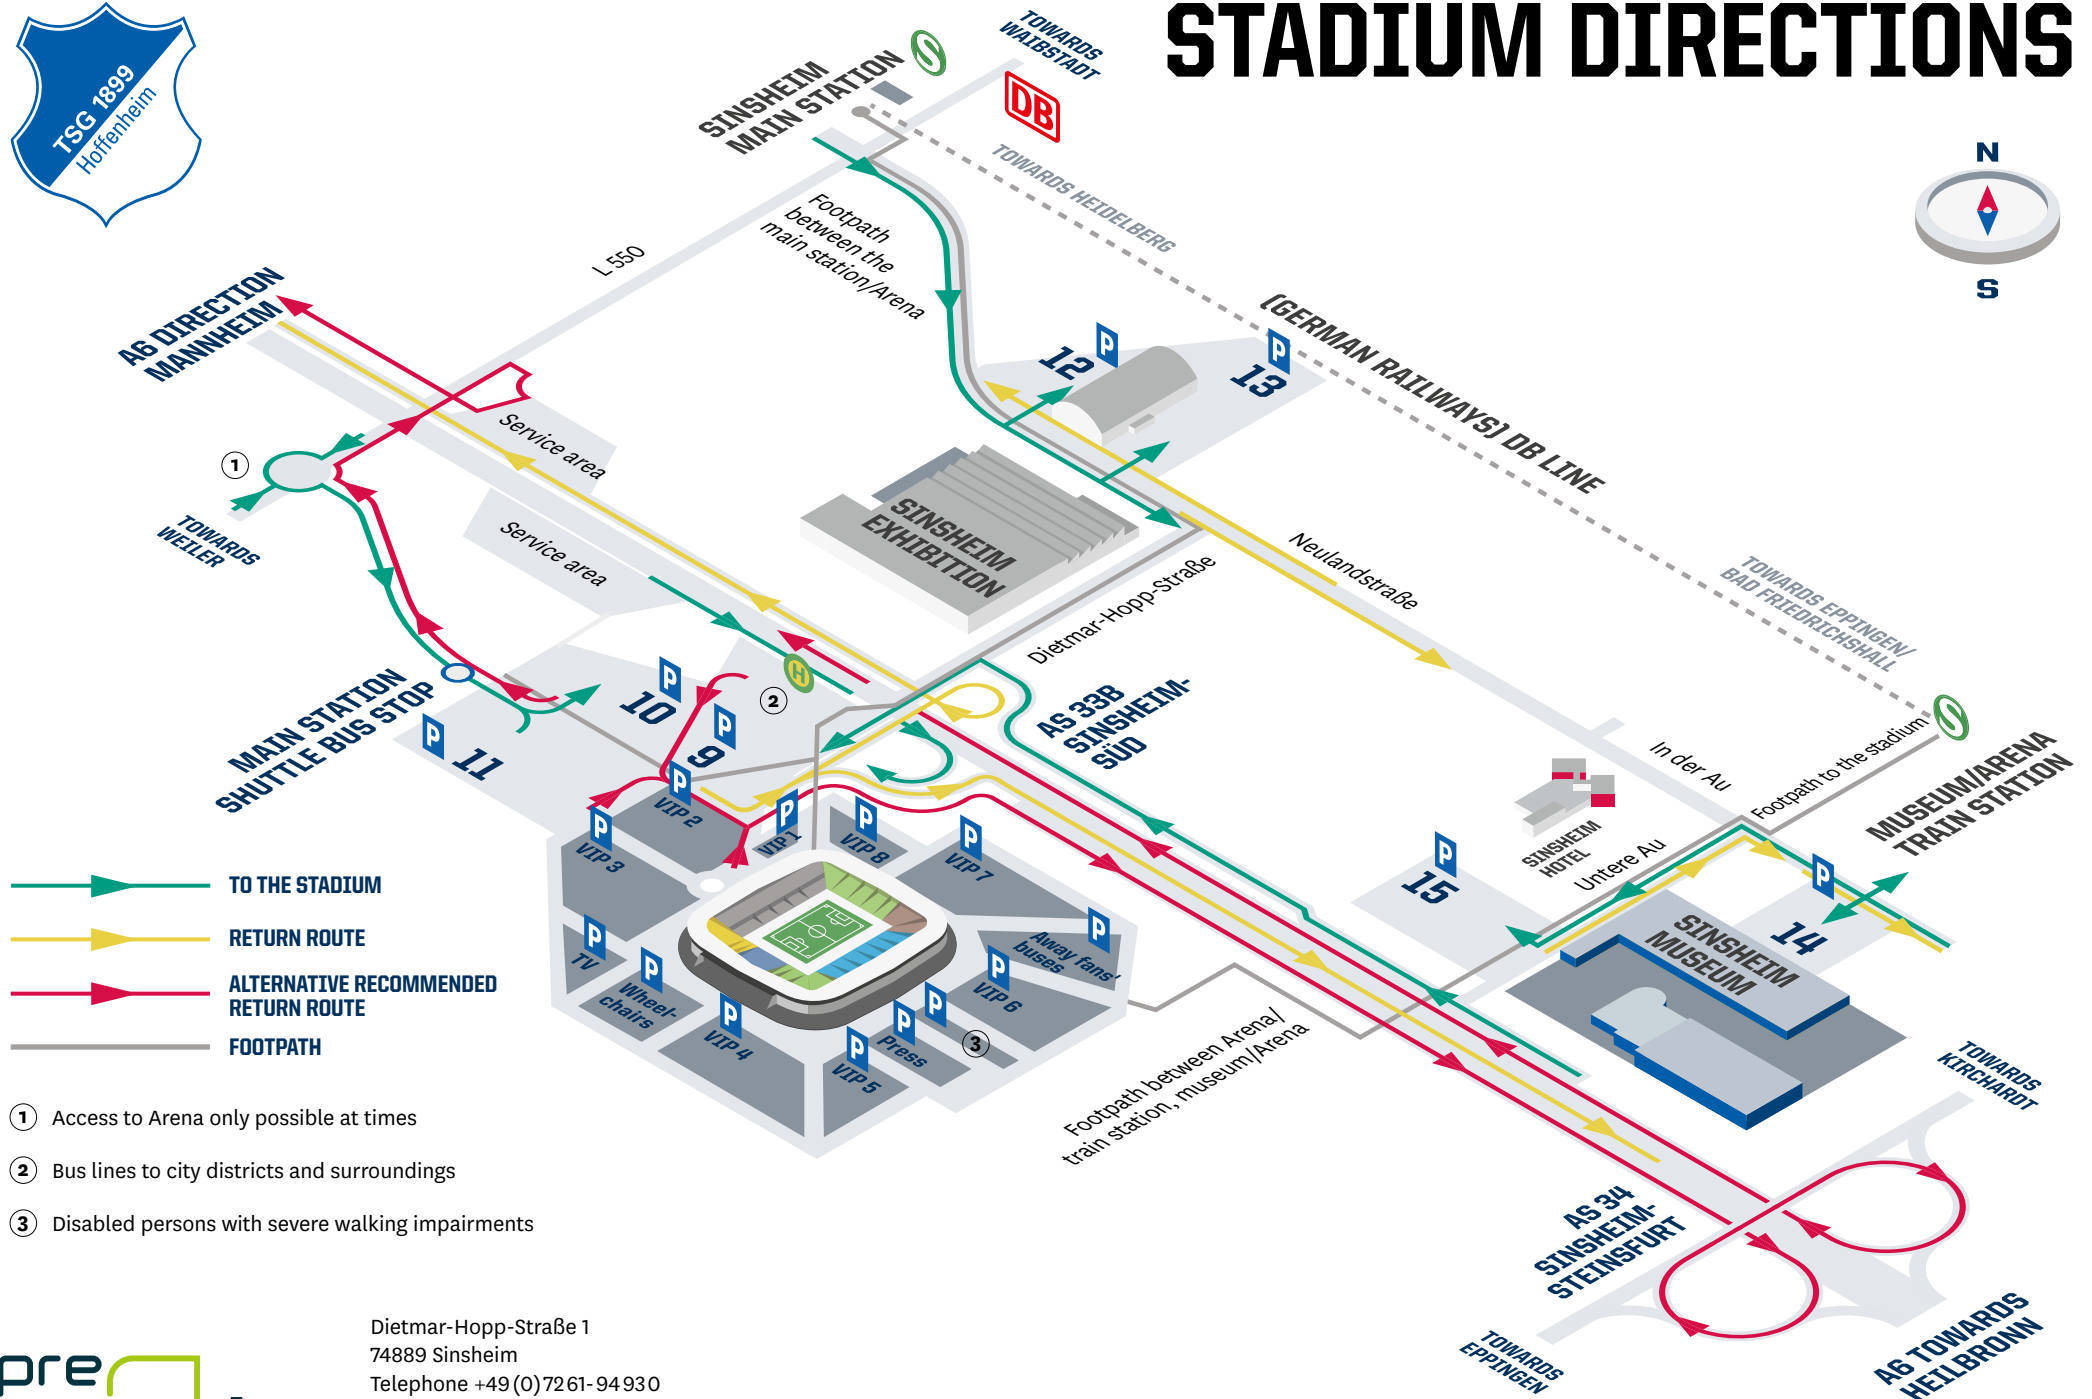 STADIUM DIRECTIONS
TSG 1899
Hoffenheim
TOWARDS
WAIBSTADT
S
SINSHEIM
MAIN STATION
DB
N
S
TOWARDS HEIDELBERG
Footpath
between the
main station/Arena
L 550
A6 DIRECTION
MANNHEIM
(GERMAN RAILWAYS) DB LINE
P
12
P
13
Service area
1
TOWARDS
WEILER
Service area
SINSHEIM
EXHIBITION
Neulandstraße
Dietmar-Hopp-Straße
TOWARDS EPPINGEN/
BAD FRIEDRICHSHALL
H
2
P
10
P
9
P
11
MAIN STATION
SHUTTLE BUS STOP
AS 33B
SINSHEIM-
SÜD
S
In der Au
Footpath to the stadium
MUSEUM/ARENA
TRAIN STATION
SINSHEIM
HOTEL
Untere Au
P
15
P
14
SINSHEIM
MUSEUM
P
VIP 2
P
VIP 1
P
VIP 3
P
VIP 8
P
VIP 7
P
Away fans'
buses
P
TV
P
Wheel-
chairs
P
VIP 4
P
VIP 5
P
Press
P
3
P
VIP 6
TO THE STADIUM
RETURN ROUTE
ALTERNATIVE RECOMMENDED
RETURN ROUTE
FOOTPATH
1 Access to Arena only possible at times
2 Bus lines to city districts and surroundings
3 Disabled persons with severe walking impairments
Footpath between Arena/
train station, museum/Arena
TOWARDS
KIRCHARDT
AS 34
SINSHEIM-
STEINSFURT
TOWARDS
EPPINGEN
A6 TOWARDS
HEILBRONN
pre
Dietmar-Hopp-Straße 1
74889 Sinsheim
Telephone +49 (0) 72 61- 94 93 0